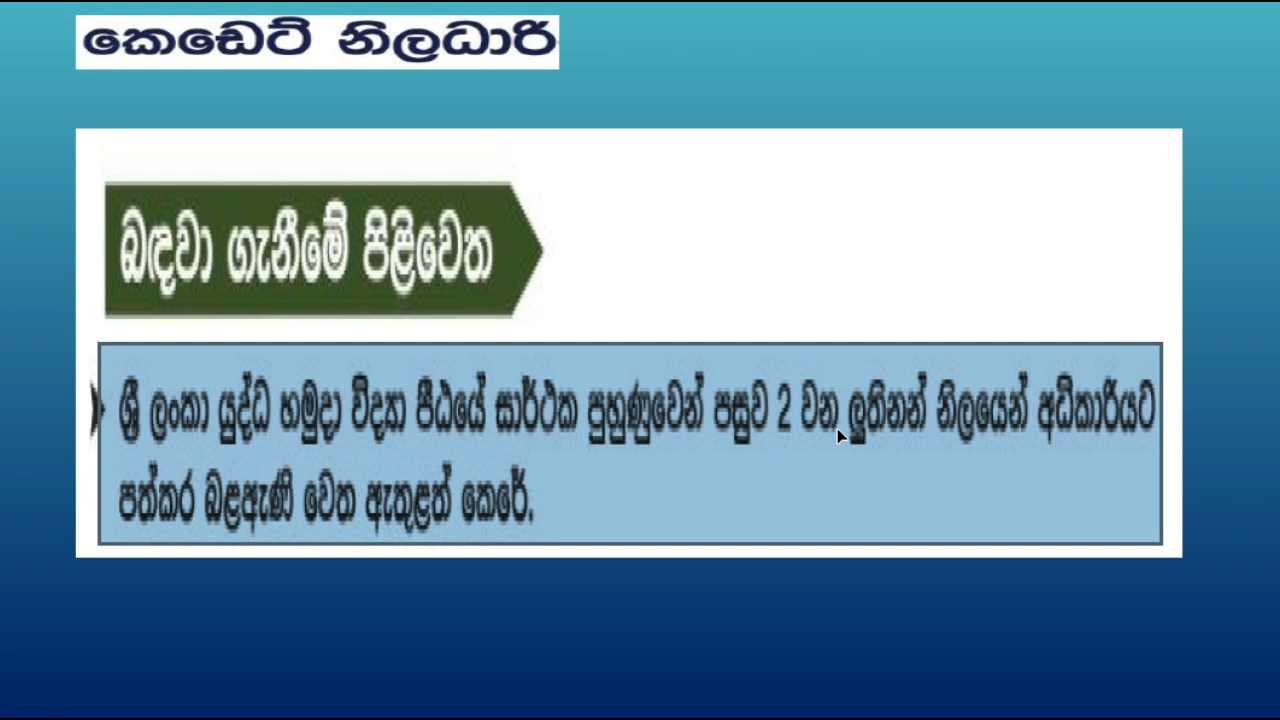 කෙඩෙට් නිලධාරි
බඳවා ගැනීමේ පිළිවෙත
ශ්‍රී ලංකා යුද්ධ හමුදා විද්‍යා පීඨයේ සාර්ථක පුහුණුවෙන් පසුව 2 වන ලුතිනන් නිලයෙන් අධිකාරියට
පත්කර බළඇණි වෙත ඇතුළත් කෙරේ.